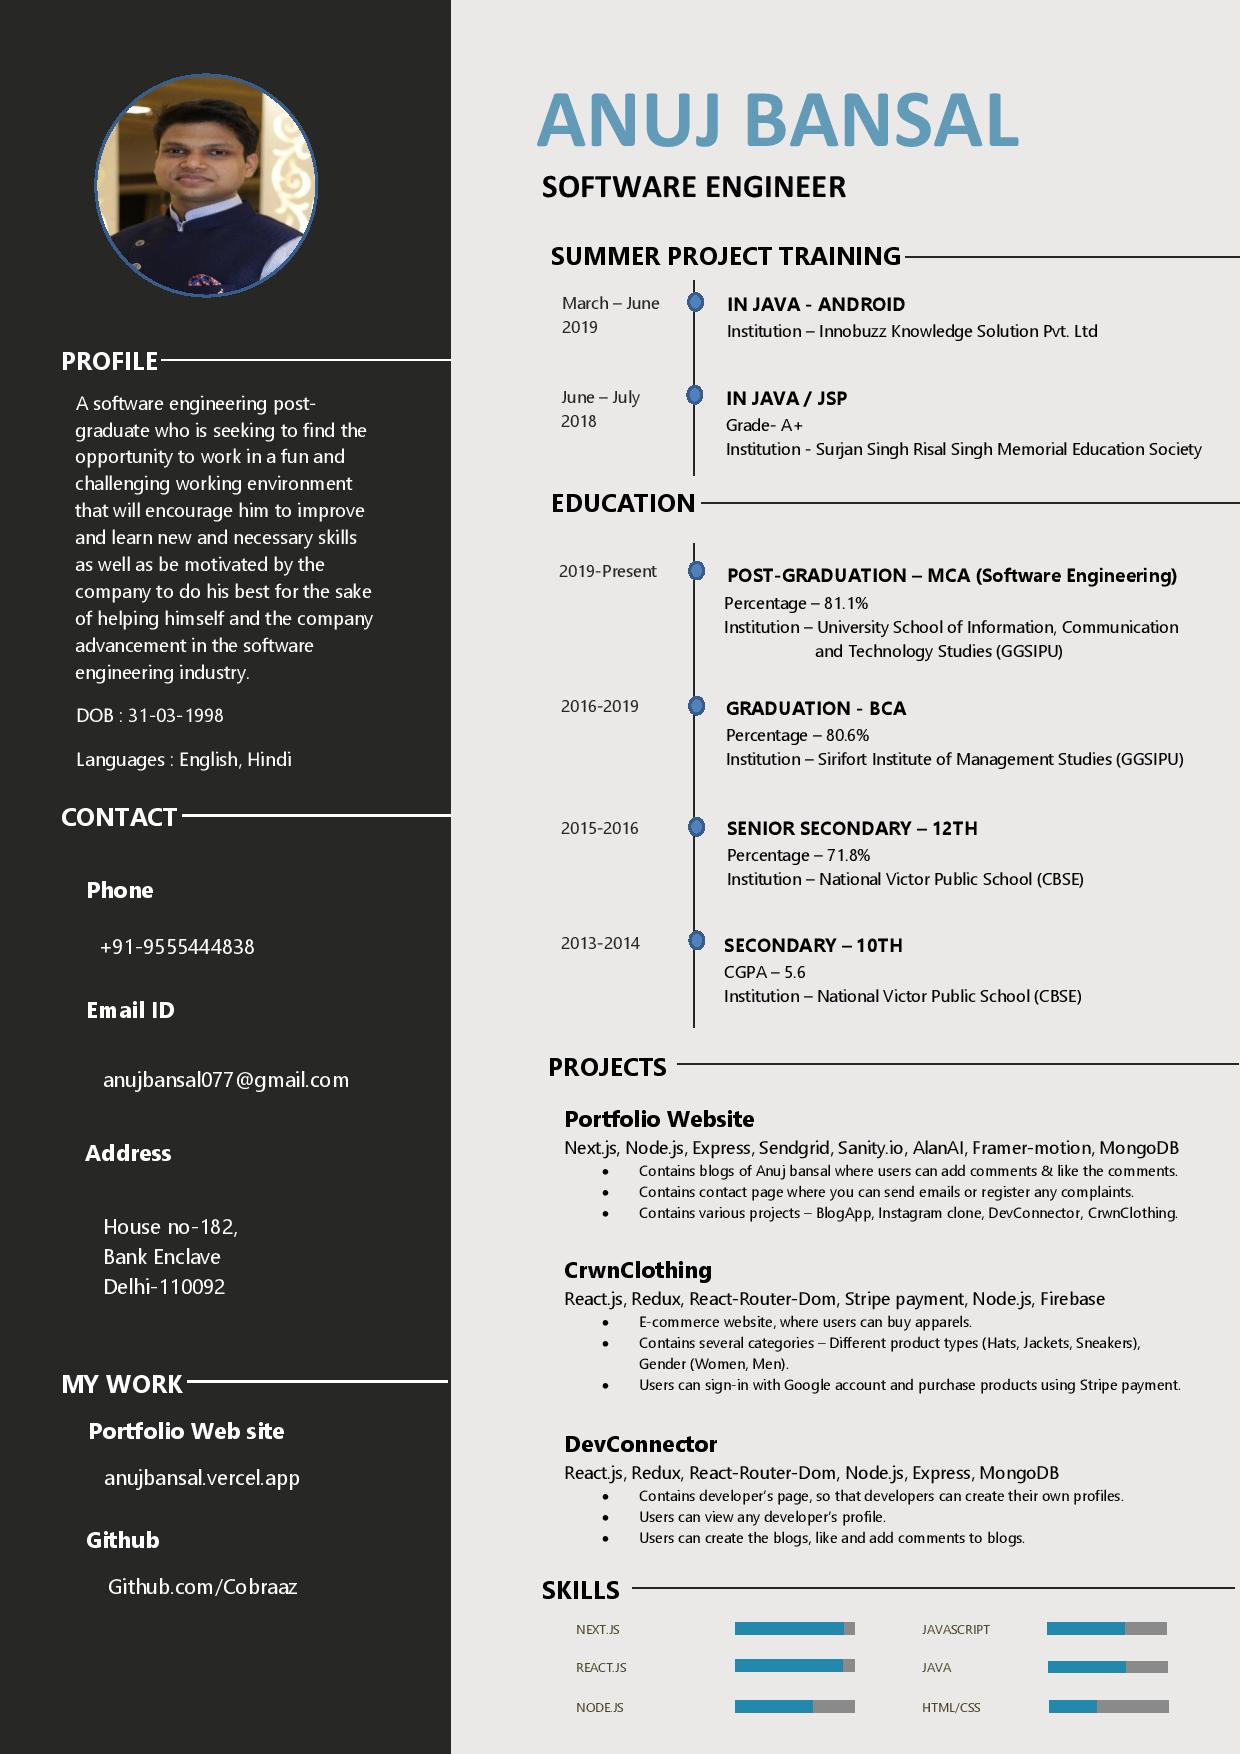 PROFILE
A software engineering post-
graduate who is seeking to find the
opportunity to work in a fun and
challenging working environment
that will encourage him to improve
and learn new and necessary skills
as well as be motivated by the
company to do his best for the sake
of helping himself and the company
advancement in the software
engineering industry.
DOB : 31-03-1998
Languages : English, Hindi
CONTACT
Phone
+91-9555444838
Email ID
anujbansal077@gmail.com
Address
House no-182,
Bank Enclave
Delhi-110092
MY WORK
Portfolio Web site
anujbansal.vercel.app
Github
Github.com/Cobraaz
ANUJ BANSAL
SOFTWARE ENGINEER
SUMMER PROJECT TRAINING
March – June
2019
IN JAVA - ANDROID
Institution – Innobuzz Knowledge Solution Pvt. Ltd
June – July
2018
IN JAVA / JSP
Grade- A+
Institution - Surjan Singh Risal Singh Memorial Education Society
EDUCATION
2019-Present
POST-GRADUATION – MCA (Software Engineering)
Percentage – 81.1%
Institution – University School of Information, Communication
and Technology Studies (GGSIPU)
2016-2019
GRADUATION - BCA
Percentage – 80.6%
Institution – Sirifort Institute of Management Studies (GGSIPU)
2015-2016
SENIOR SECONDARY – 12TH
Percentage – 71.8%
Institution – National Victor Public School (CBSE)
2013-2014
SECONDARY – 10TH
CGPA – 5.6
Institution – National Victor Public School (CBSE)
PROJECTS
Portfolio Website
Next.js, Node.js, Express, Sendgrid, Sanity.io, AlanAI, Framer-motion, MongoDB
• Contains blogs of Anuj bansal where users can add comments & like the comments.
• Contains contact page where you can send emails or register any complaints.
• Contains various projects – BlogApp, Instagram clone, DevConnector, CrwnClothing.
CrwnClothing
React.js, Redux, React-Router-Dom, Stripe payment, Node.js, Firebase
• E-commerce website, where users can buy apparels.
• Contains several categories – Different product types (Hats, Jackets, Sneakers),
Gender (Women, Men).
• Users can sign-in with Google account and purchase products using Stripe payment.
DevConnector
React.js, Redux, React-Router-Dom, Node.js, Express, MongoDB
• Contains developer’s page, so that developers can create their own profiles.
• Users can view any developer’s profile.
• Users can create the blogs, like and add comments to blogs.
SKILLS
NEXT.JS
JAVASCRIPT
REACT.JS
JAVA
NODE.JS
HTML/CSS